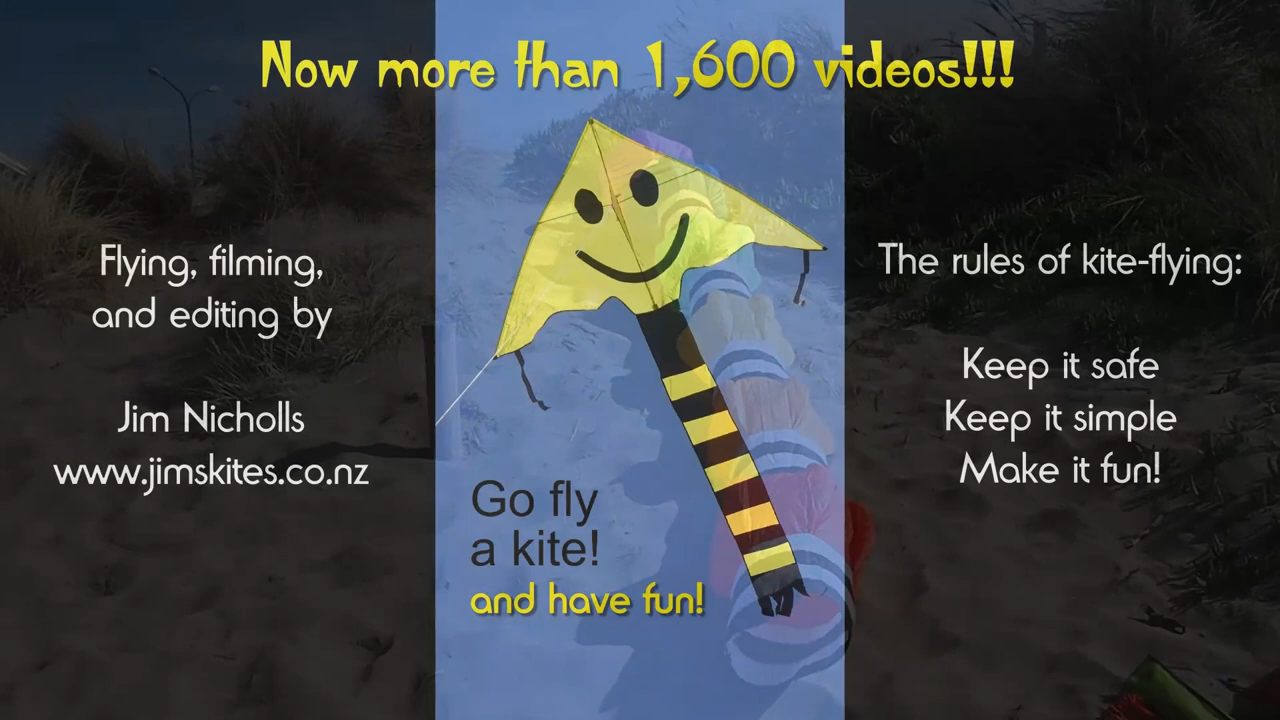 Now more than 1,600 videos!!!
Flying, filming,
and editing by
Jim Nicholls
www.jimskites.co.nz
Go fly
a kite!
and have fun!
The rules of kite-flying:
Keep it safe
Keep it simple
Make it fun!